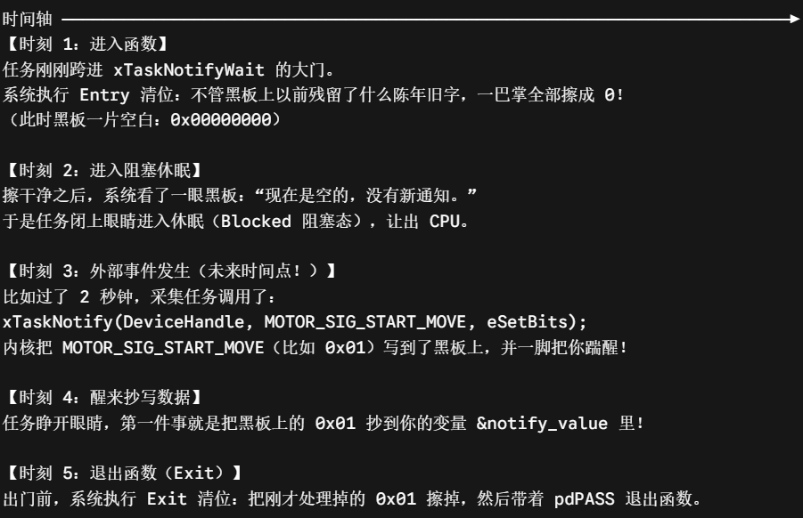 时间轴
【时刻 1：进入函数】
任务刚刚跨进 xTaskNotifyWait 的大门。
系统执行 Entry 清位：不管黑板上以前残留了什么陈年旧字，一巴掌全部擦成 0！
（此时黑板一片空白：0x00000000）
【时刻 2：进入阻塞休眠】
擦干净之后，系统看了一眼黑板：“现在是空的，没有新通知。”
于是任务闭上眼睛进入休眠（Blocked 阻塞态），让出 CPU。
【时刻 3：外部事件发生（未来时间点！）】
比如过了 2 秒钟，采集任务调用了：
xTaskNotify(DeviceHandle, MOTOR_SIG_START_MOVE, eSetBits);
内核把 MOTOR_SIG_START_MOVE（比如 0x01）写到了黑板上，并一脚把你踹醒！
【时刻 4：醒来抄写数据】
任务睁开眼睛，第一件事就是把黑板上的 0x01 抄到你的变量 &notify_value 里！
【时刻 5：退出函数（Exit）】
出门前，系统执行 Exit 清位：把刚才处理掉的 0x01 擦掉，然后带着 pdPASS 退出函数。